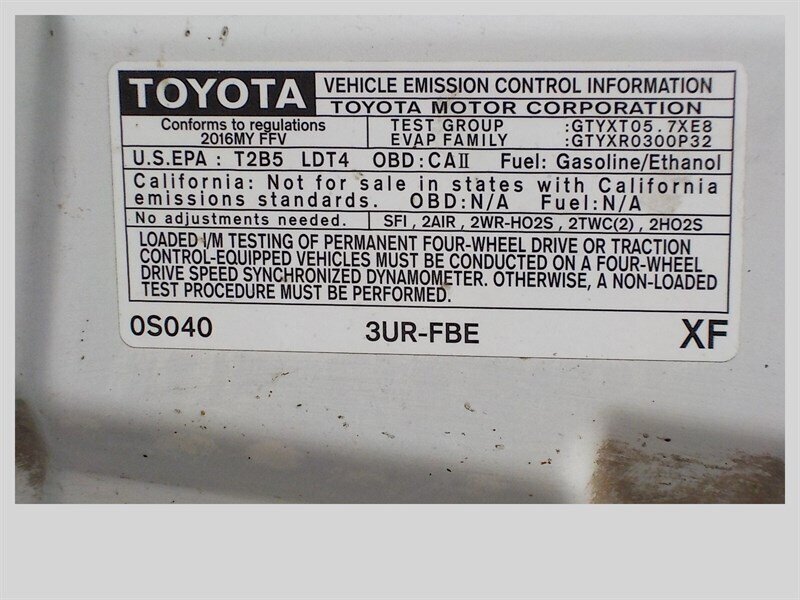 TOYOTA VEHICLE EMISSION CONTROL INFORMATION
TOYOTA MOTOR CORPORATION
Conforms to regulations
2016MY FFV
TEST GROUP :GTYXT05.7XE8
EVAP FAMILY :GTYXR0300P32
U.S.EPA : T2B5 LDT4 OBD:CAII Fuel: Gasoline/Ethanol
California: Not for sale in states with California
emissions standards. OBD:N/A Fuel:N/A
No adjustments needed. SFI , 2AIR , 2WR-HO2S , 2TWC(2) , 2HO2S
LOADED I/M TESTING OF PERMANENT FOUR-WHEEL DRIVE OR TRACTION
CONTROL-EQUIPPED VEHICLES MUST BE CONDUCTED ON A FOUR-WHEEL
DRIVE SPEED SYNCHRONIZED DYNAMOMETER. OTHERWISE, A NON-LOADED
TEST PROCEDURE MUST BE PERFORMED.
0S040 3UR-FBE XF